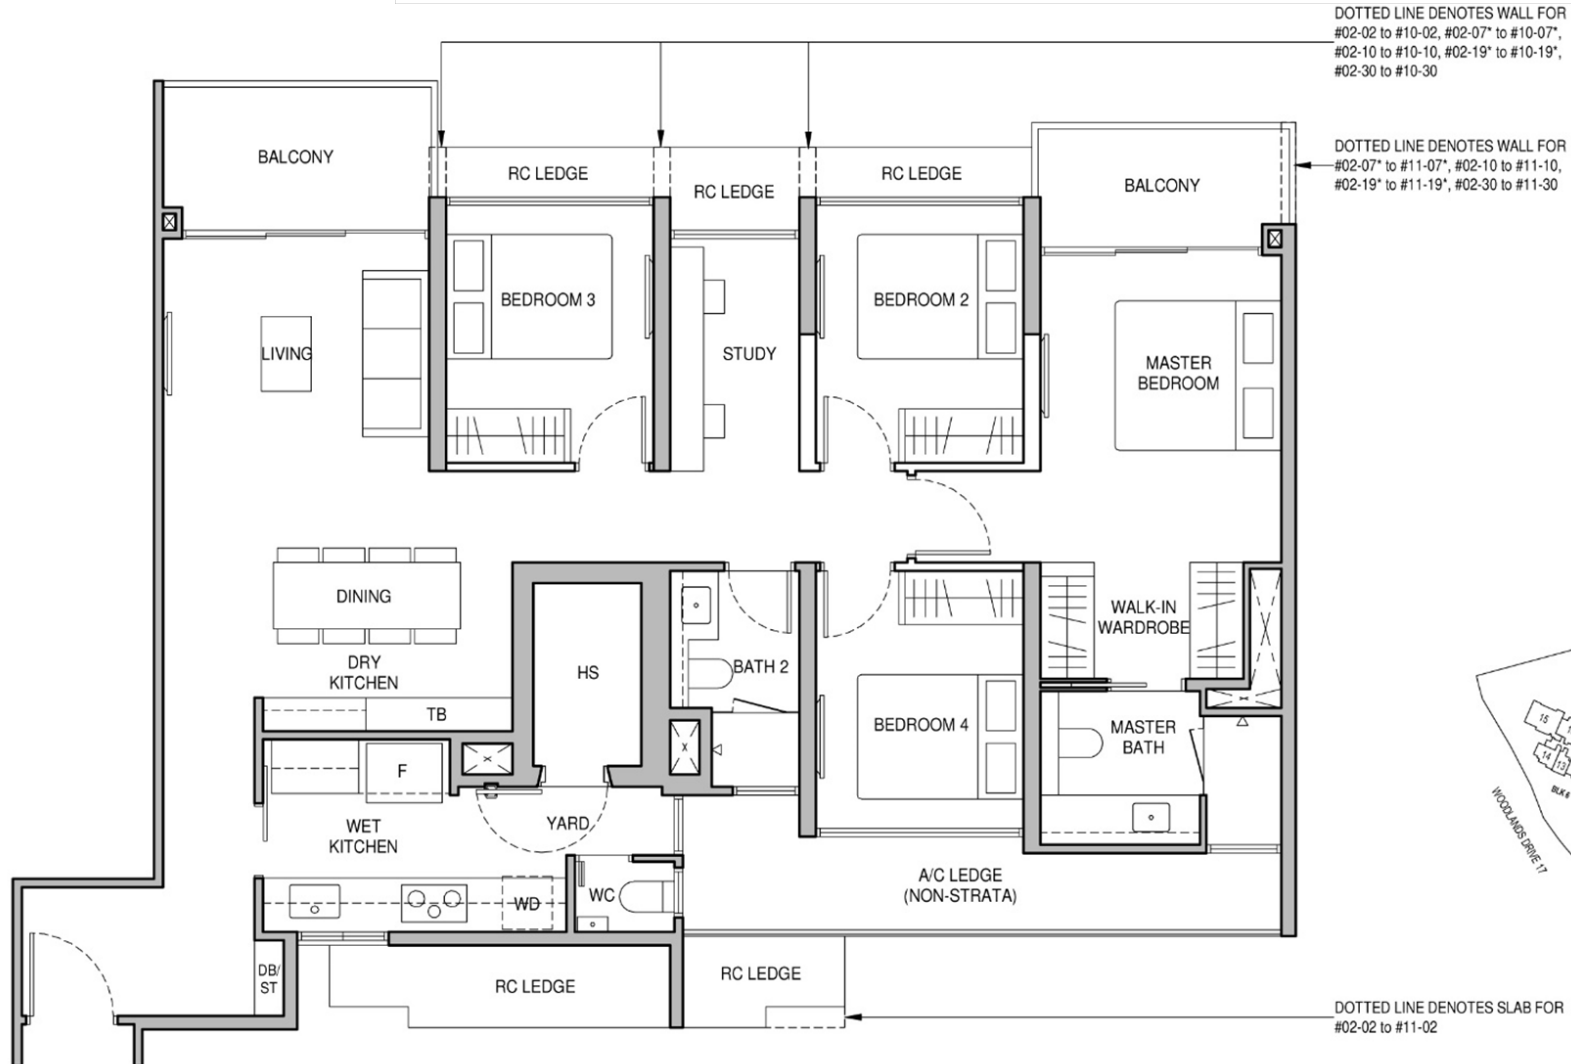 DOTTED LINE DENOTES WALL FOR
#02-02 to #10-02, #02-07* to #10-07*,
#02-10 to #10-10, #02-19* to #10-19*,
#02-30 to #10-30
DOTTED LINE DENOTES WALL FOR
#02-07* to #11-07*, #02-10 to #11-10,
#02-19* to #11-19*, #02-30 to #11-30
BALCONY
RC LEDGE
RC LEDGE
RC LEDGE
BALCONY
BEDROOM 3
BEDROOM 2
LIVING
STUDY
MASTER
BEDROOM
DINING
WALK-IN
WARDROBE
DRY
KITCHEN
HS
BATH 2
TB
BEDROOM 4
MASTER
BATH
F
WET
KITCHEN
YARD
A/C LEDGE
(NON-STRATA)
WC
WD
DB/
ST
RC LEDGE
RC LEDGE
15
14
13
BLK 6
WOODLANDS DRIVE 17
DOTTED LINE DENOTES SLAB FOR
#02-02 to #11-02